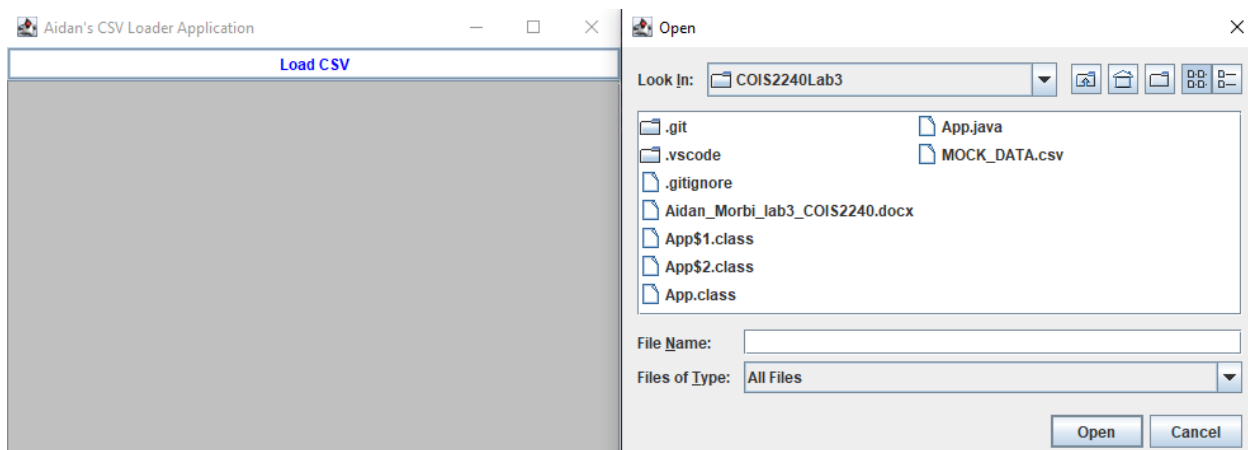 Aidan's CSV Loader Application
Load CSV
Open
Look In:
COIS2240Lab3
.git
.vscode
.gitignore
Aidan_Morbi_lab3_COIS2240.docx
App$1.class
App$2.class
App.class
App.java
MOCK_DATA.csv
File Name:
Files of Type: All Files
Open Cancel